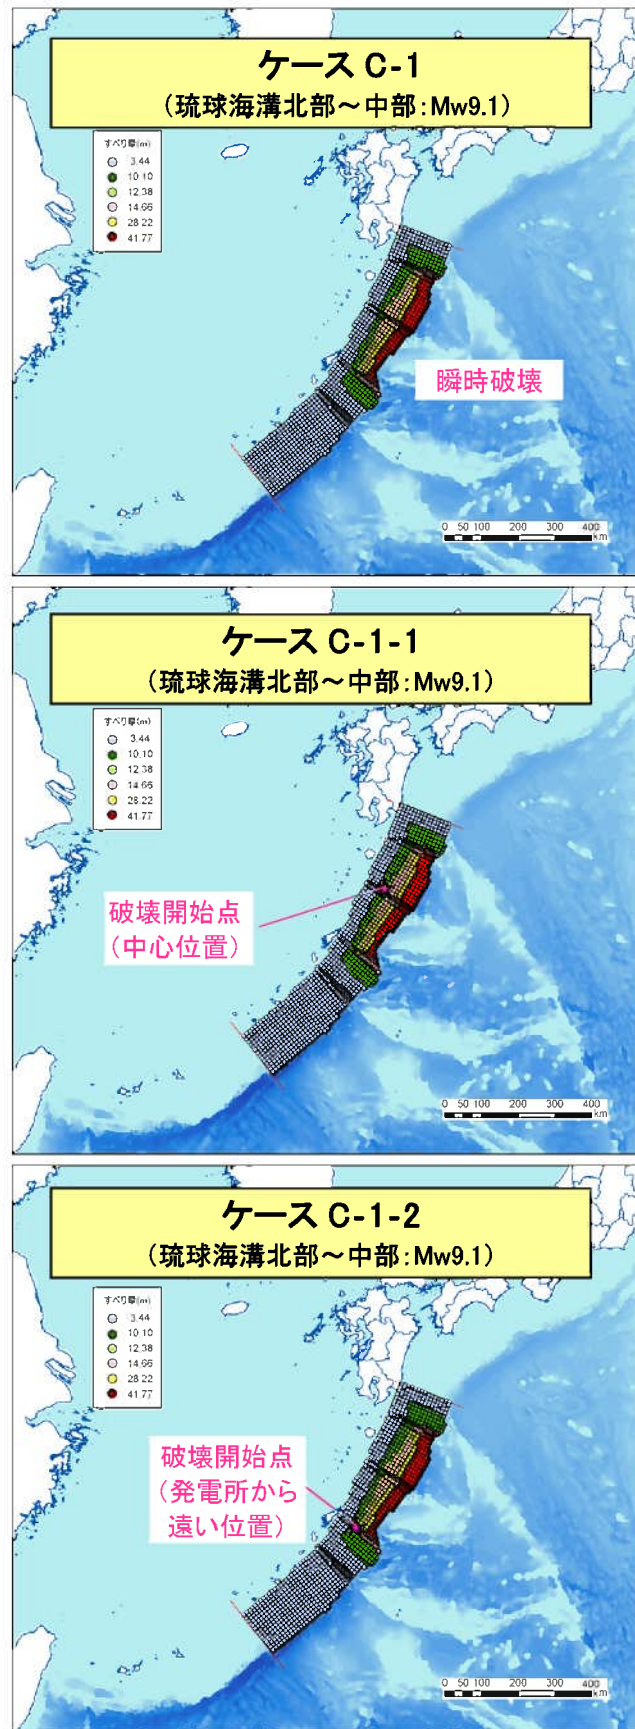 ケース C-1
(琉球海溝北部～中部:Mw9.1)
すべり量(m)
3.44
10.10
12.38
14.66
28.22
41.77
瞬時破壊
0 50 100 200 300 400
km
ケース C-1-1
(琉球海溝北部～中部:Mw9.1)
すべり量(m)
3.44
10.10
12.38
14.66
28.22
41.77
破壊開始点
(中心位置)
0 50 100 200 300 400
km
ケース C-1-2
(琉球海溝北部～中部:Mw9.1)
すべり量(m)
3.44
10.10
12.38
14.66
28.22
41.77
破壊開始点
(発電所から
遠い位置)
0 50 100 200 300 400
km